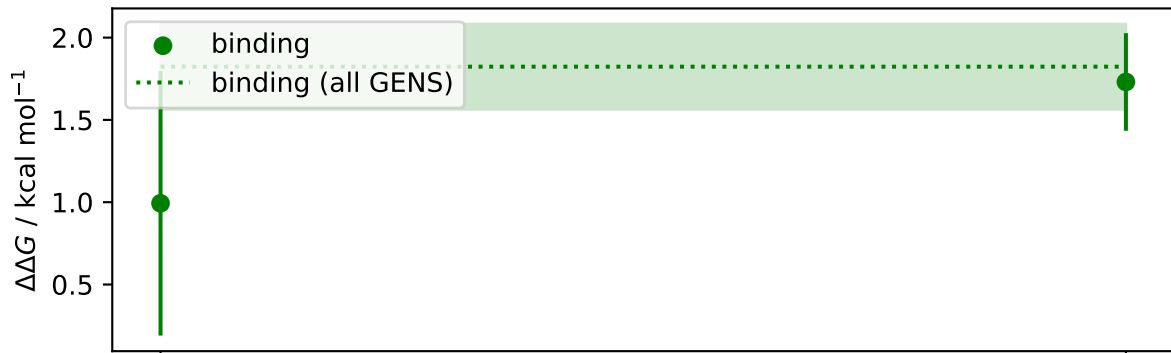 2.0
1.5
1.0
0.5
ΔΔG / kcal mol⁻¹
binding
binding (all GENS)